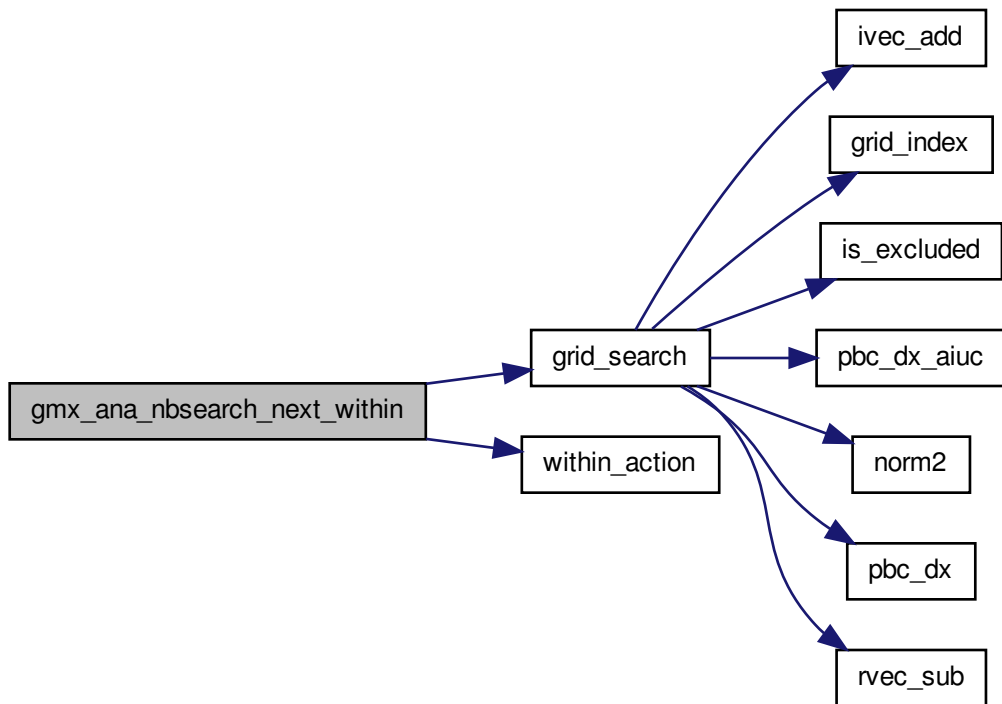 ivec_add
grid_index
is_excluded
grid_search
pbc_dx_aiuc
gmx_ana_nbsearch_next_within
within_action
norm2
pbc_dx
rvec_sub